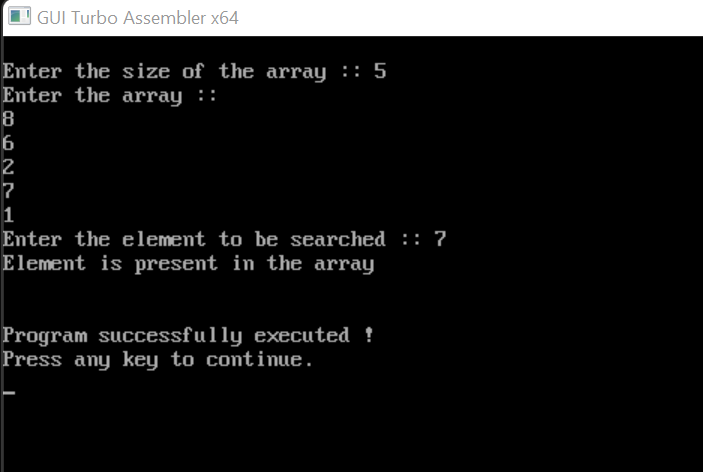 GUI Turbo Assembler x64
Enter the size of the array :: 5
Enter the array ::
8
6
2
7
1
Enter the element to be searched :: 7
Element is present in the array
Program successfully executed !
Press any key to continue.